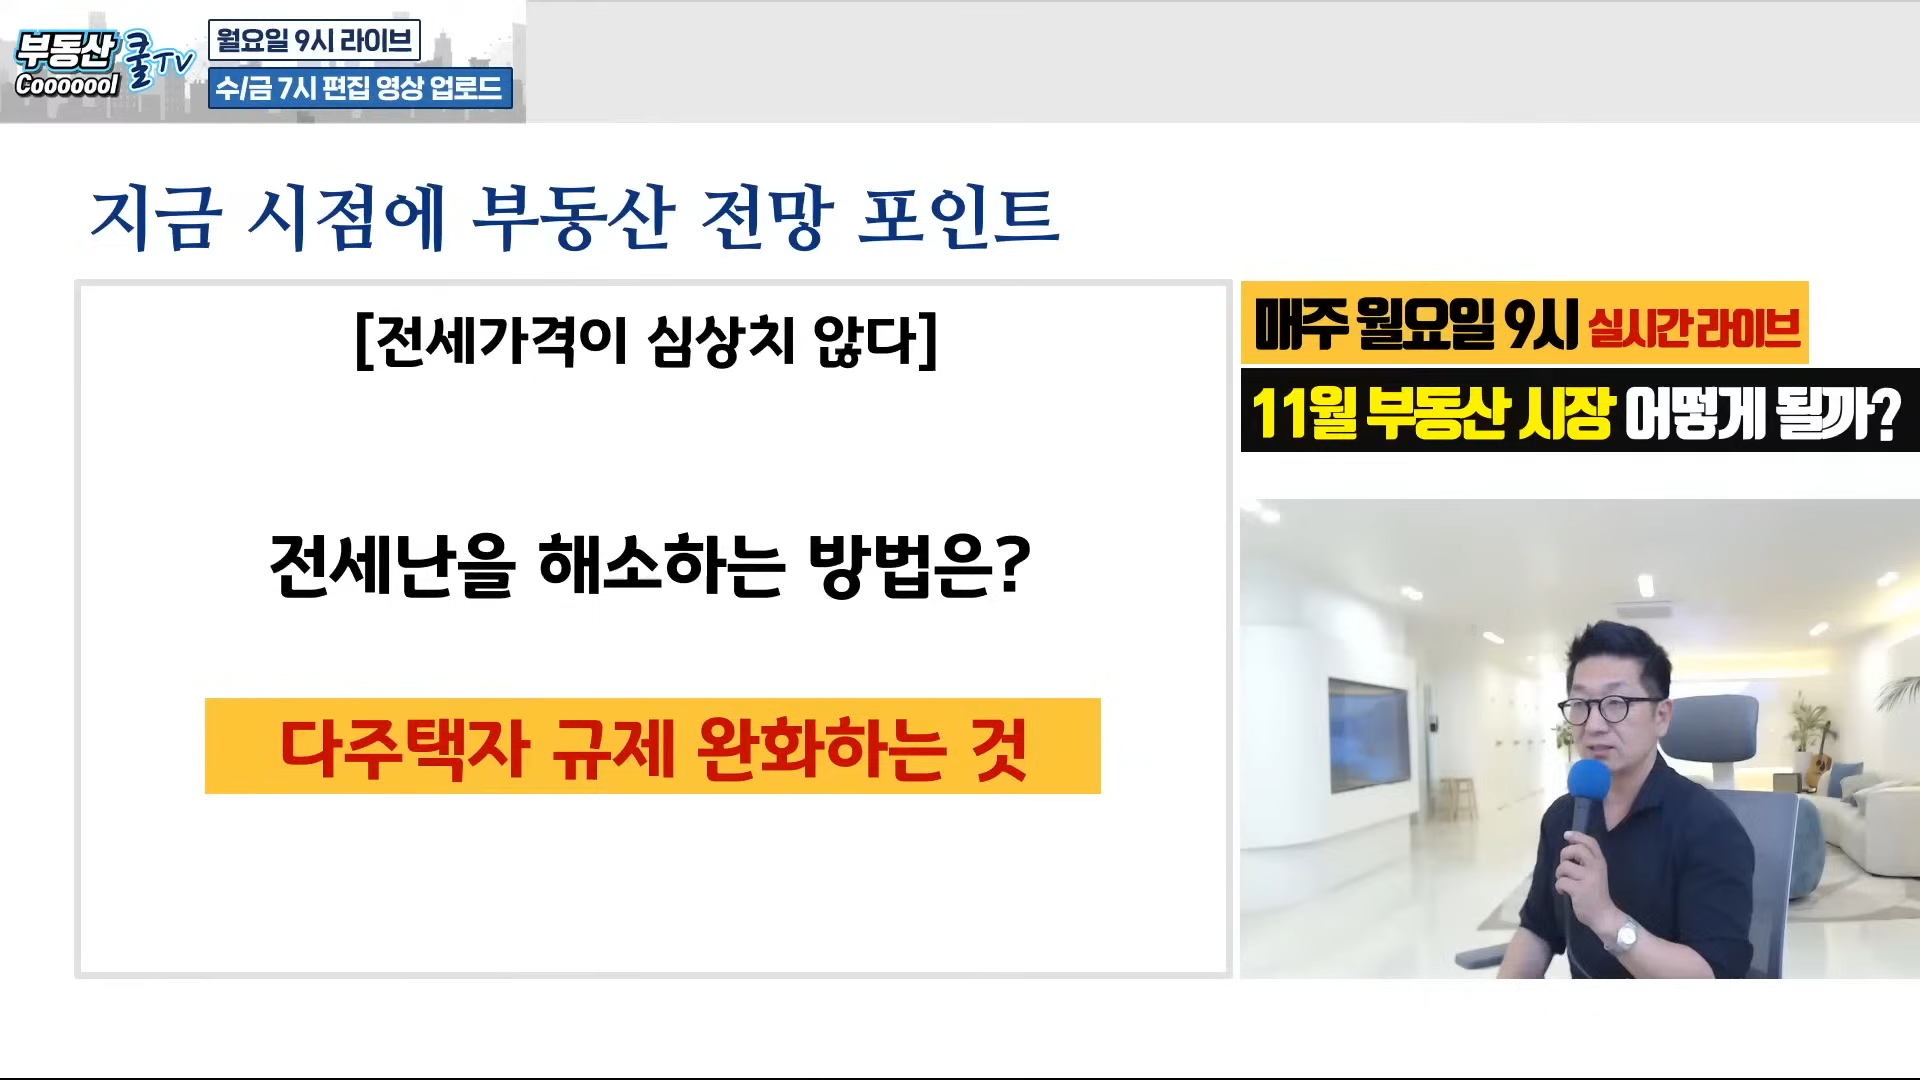 부동산
Cooooool
쿨TV
월요일 9시 라이브
수/금 7시 편집 영상 업로드
지금 시점에 부동산 전망 포인트
[전세가격이 심상치 않다]
전세난을 해소하는 방법은?
다주택자 규제 완화하는 것
매주 월요일 9시 실시간 라이브
11월 부동산 시장 어떻게 될까?